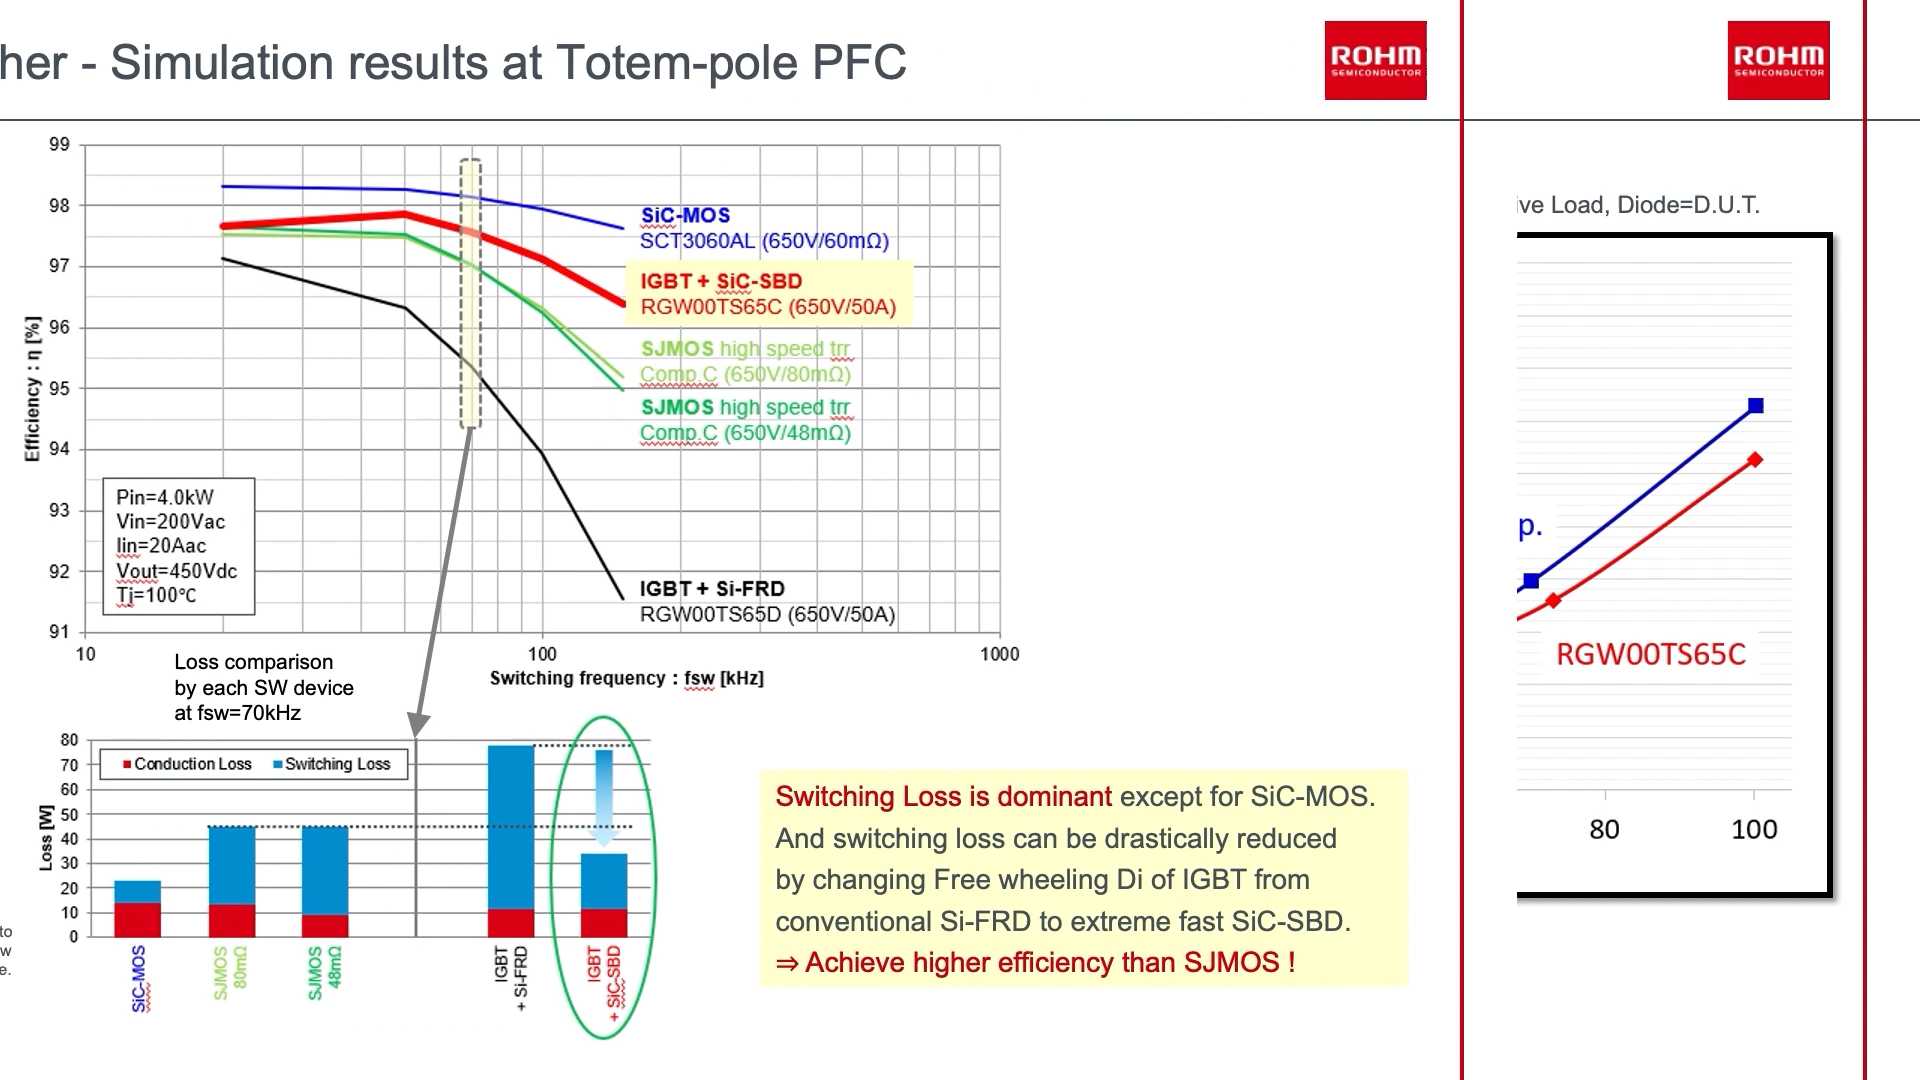 her - Simulation results at Totem-pole PFC
ROHM
SEMICONDUCTOR
ROHM
SEMICONDUCTOR
99
98
97
96
95
94
93
92
91
Efficiency : η [%]
10
100
1000
Switching frequency : fsw [kHz]
SiC-MOS
SCT3060AL (650V/60mΩ)
IGBT + SiC-SBD
RGW00TS65C (650V/50A)
SJMOS high speed trr
Comp.C (650V/80mΩ)
SJMOS high speed trr
Comp.C (650V/48mΩ)
IGBT + Si-FRD
RGW00TS65D (650V/50A)
Pin=4.0kW
Vin=200Vac
Iin=20Aac
Vout=450Vdc
Tj=100℃
Loss comparison
by each SW device
at fsw=70kHz
80
70
60
50
40
30
20
10
0
Loss [W]
Conduction Loss
Switching Loss
SiC-MOS
SJMOS
80mΩ
SJMOS
48mΩ
IGBT
+ Si-FRD
IGBT
+ SiC-SBD
to
w
e.
Switching Loss is dominant except for SiC-MOS.
And switching loss can be drastically reduced
by changing Free wheeling Di of IGBT from
conventional Si-FRD to extreme fast SiC-SBD.
⇒ Achieve higher efficiency than SJMOS !
ive Load, Diode=D.U.T.
p.
RGW00TS65C
80
100